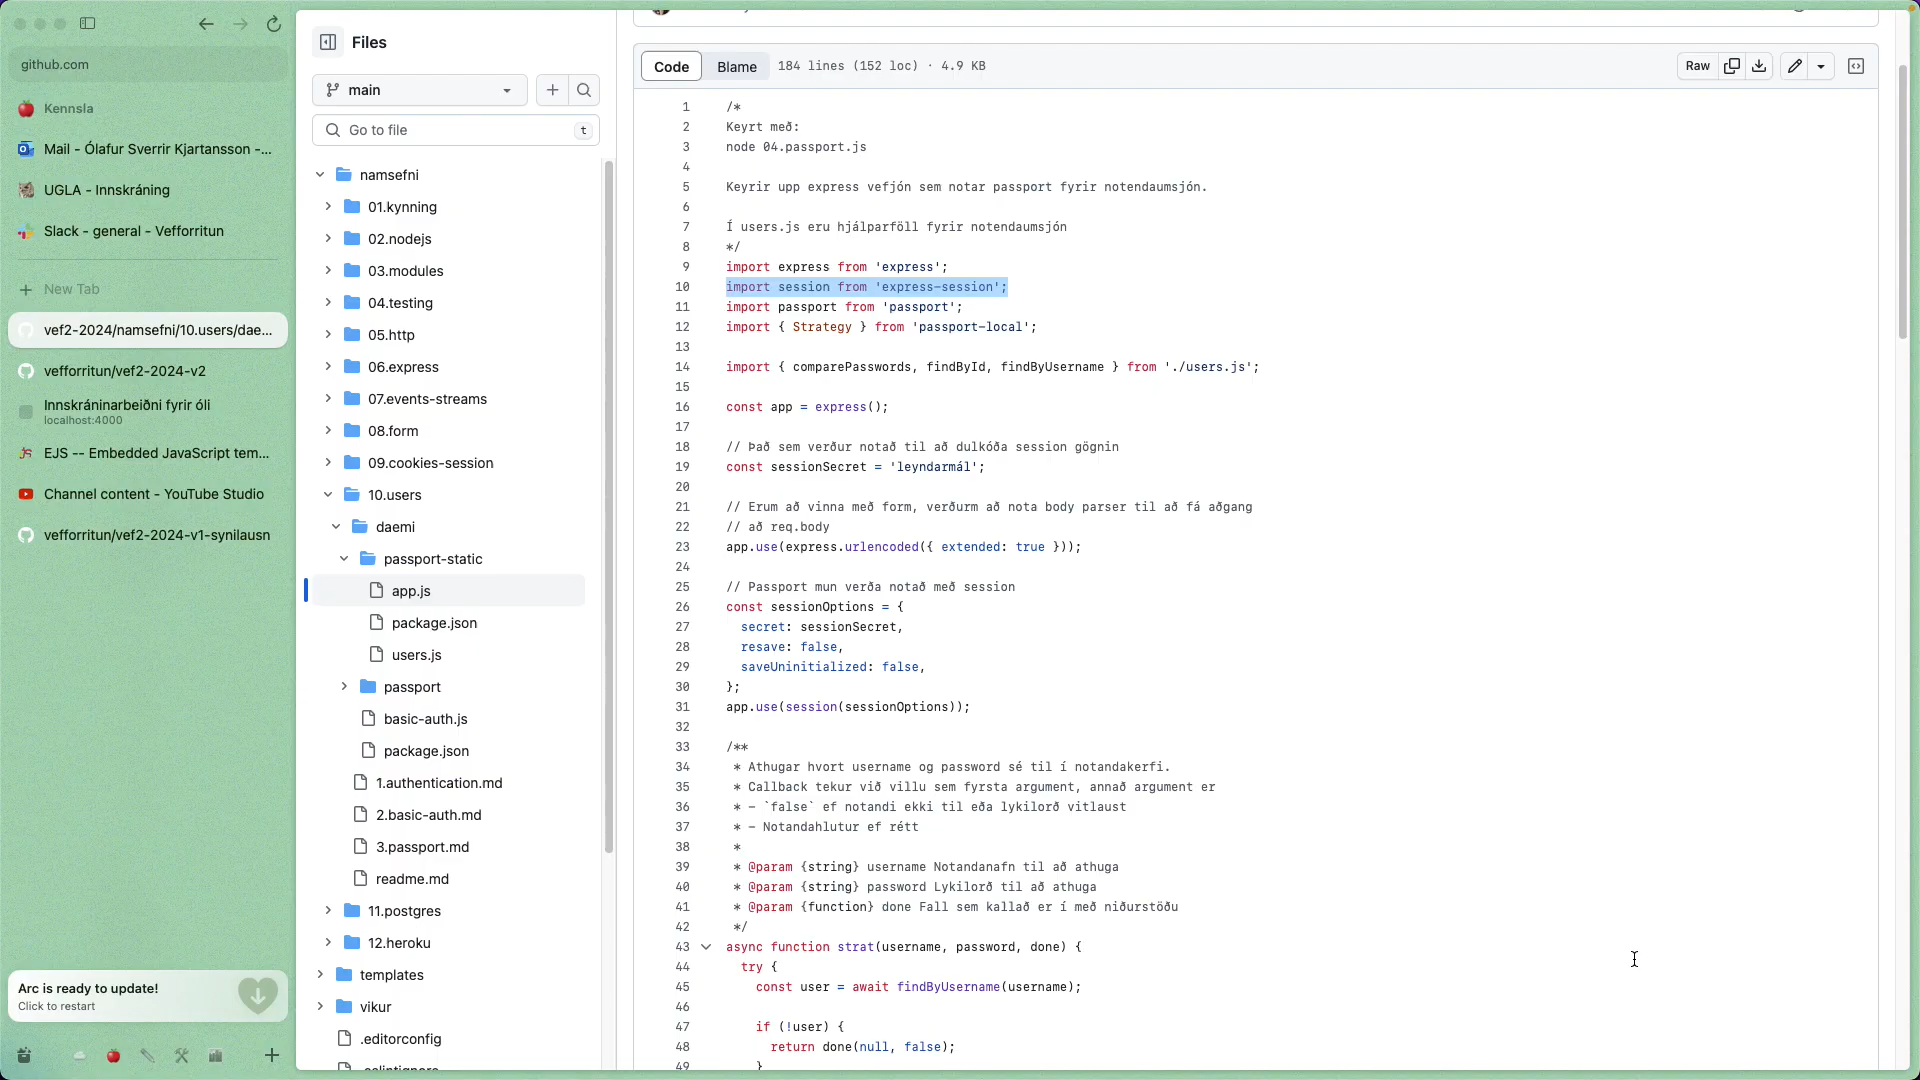 github.com
Kennsla
Mail - Ólafur Sverrir Kjartansson -...
UGLA - Innskráning
Slack - general - Vefforritun
New Tab
vef2-2024/namsefni/10.users/dae...
vefforritun/vef2-2024-v2
Innskráninarbeiðni fyrir óli
localhost:4000
EJS -- Embedded JavaScript tem...
Channel content - YouTube Studio
vefforritun/vef2-2024-v1-synilausn
Arc is ready to update!
Click to restart
Files
main
Go to file
t
namsefni
01.kynning
02.nodejs
03.modules
04.testing
05.http
06.express
07.events-streams
08.form
09.cookies-session
10.users
daemi
passport-static
app.js
package.json
users.js
passport
basic-auth.js
package.json
1.authentication.md
2.basic-auth.md
3.passport.md
readme.md
11.postgres
12.heroku
templates
vikur
.editorconfig
Code
Blame
184 lines (152 loc) · 4.9 KB
Raw
1 /*
2 Keyrt með:
3 node 04.passport.js
4
5 Keyrir upp express vefjón sem notar passport fyrir notendaumsjón.
6
7 Í users.js eru hjálparföll fyrir notendaumsjón
8 */
9 import express from 'express';
10 import session from 'express-session';
11 import passport from 'passport';
12 import { Strategy } from 'passport-local';
13
14 import { comparePasswords, findById, findByUsername } from './users.js';
15
16 const app = express();
17
18 // Það sem verður notað til að dulkóða session gögnin
19 const sessionSecret = 'leyndarmál';
20
21 // Erum að vinna með form, verðurm að nota body parser til að fá aðgang
22 // að req.body
23 app.use(express.urlencoded({ extended: true }));
24
25 // Passport mun verða notað með session
26 const sessionOptions = {
27 secret: sessionSecret,
28 resave: false,
29 saveUninitialized: false,
30 };
31 app.use(session(sessionOptions));
32
33 /**
34 * Athugar hvort username og password sé til í notandakerfi.
35 * Callback tekur við villu sem fyrsta argument, annað argument er
36 * - `false` ef notandi ekki til eða lykilorð vitlaust
37 * - Notandahlutur ef rétt
38 *
39 * @param {string} username Notandanafn til að athuga
40 * @param {string} password Lykilorð til að athuga
41 * @param {function} done Fall sem kallað er í með niðurstöðu
42 */
43 async function strat(username, password, done) {
44 try {
45 const user = await findByUsername(username);
46
47 if (!user) {
48 return done(null, false);
49 }